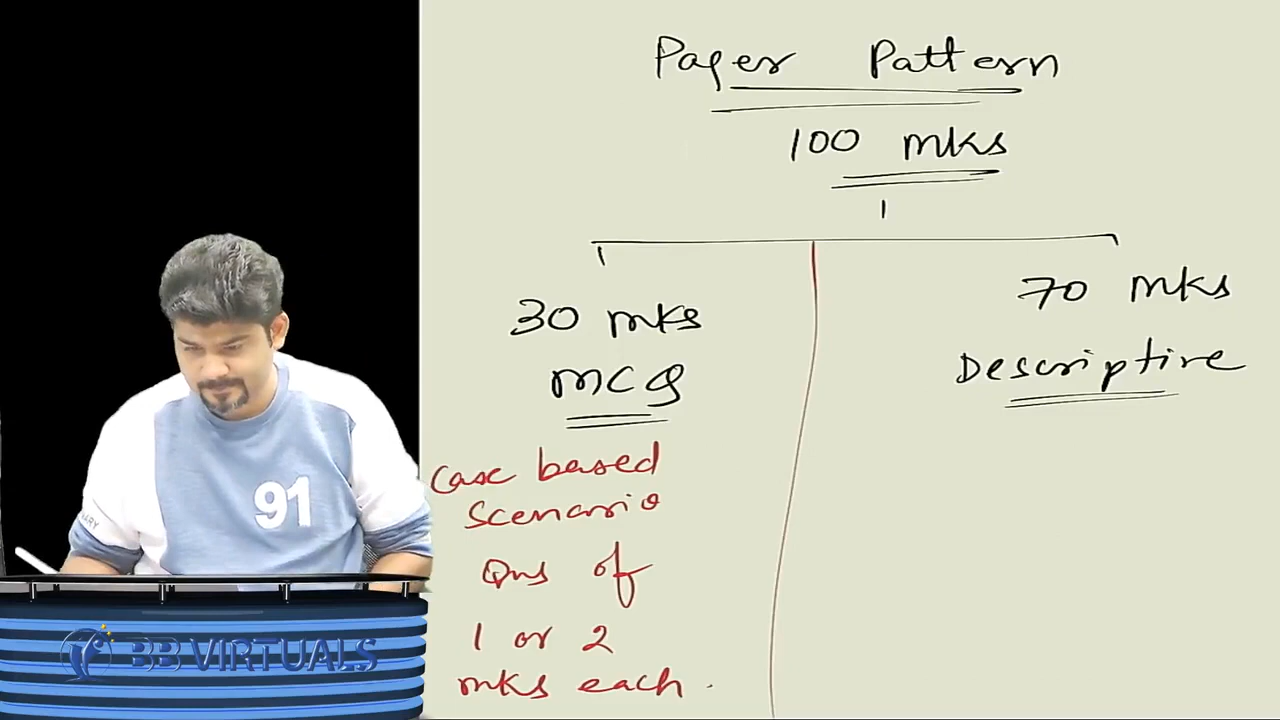 Paper Pattern
100 mks
30 mks
MCQ
Case based
Scenario
Qns of
1 or 2
mks each.
70 mks
Descriptive
91
BB VIRTUALS